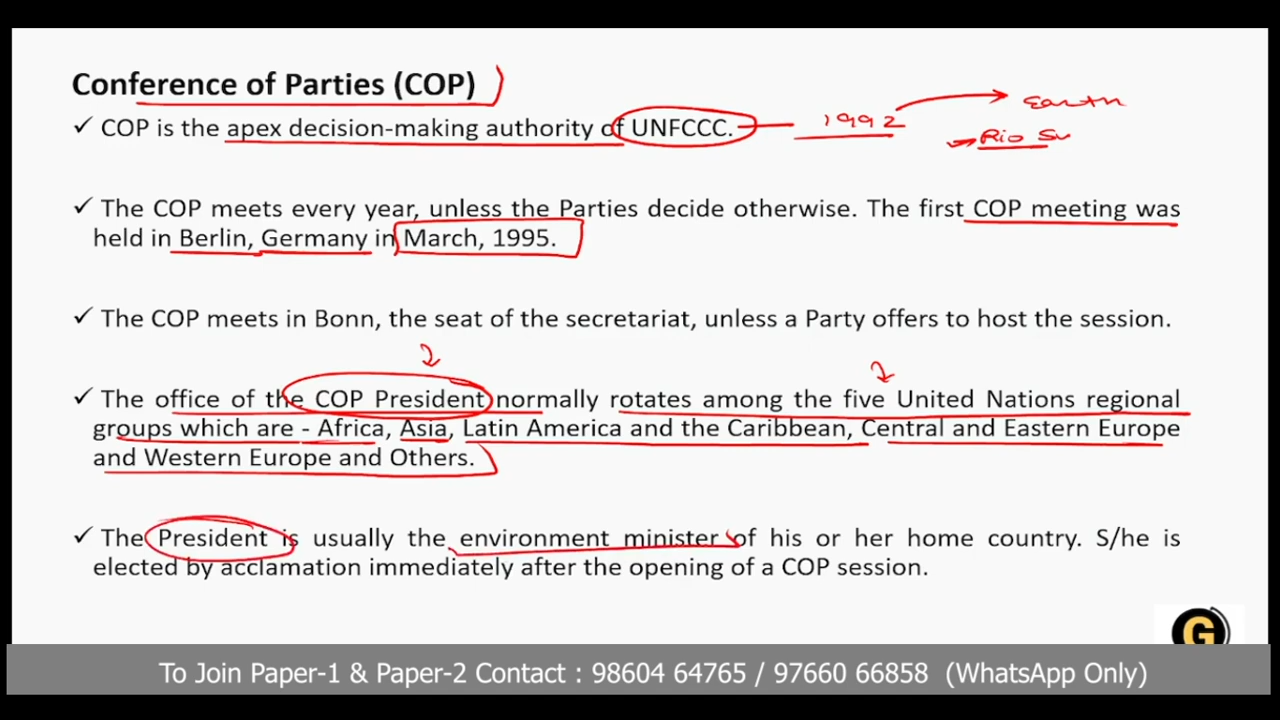 Conference of Parties (COP)
✓ COP is the apex decision-making authority of UNFCCC. 1992 Earth
Rio Su
✓ The COP meets every year, unless the Parties decide otherwise. The first COP meeting was
held in Berlin, Germany in March, 1995.
✓ The COP meets in Bonn, the seat of the secretariat, unless a Party offers to host the session.
✓ The office of the COP President normally rotates among the five United Nations regional
groups which are - Africa, Asia, Latin America and the Caribbean, Central and Eastern Europe
and Western Europe and Others.
✓ The President is usually the environment minister of his or her home country. S/he is
elected by acclamation immediately after the opening of a COP session.
G
To Join Paper-1 & Paper-2 Contact : 98604 64765 / 97660 66858 (WhatsApp Only)